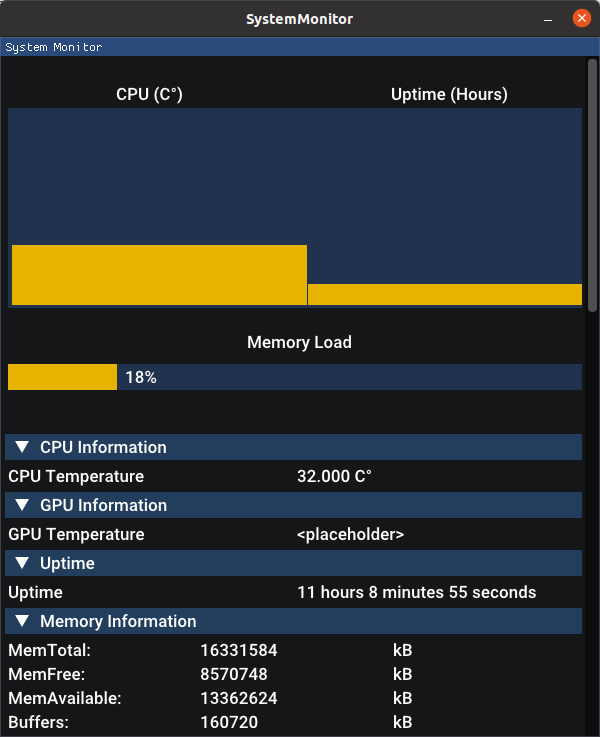 SystemMonitor
System Monitor
CPU (C°) Uptime (Hours)
Memory Load
18%
CPU Information
CPU Temperature 32.000 C°
GPU Information
GPU Temperature <placeholder>
Uptime
Uptime 11 hours 8 minutes 55 seconds
Memory Information
MemTotal: 16331584 kB
MemFree: 8570748 kB
MemAvailable: 13362624 kB
Buffers: 160720 kB